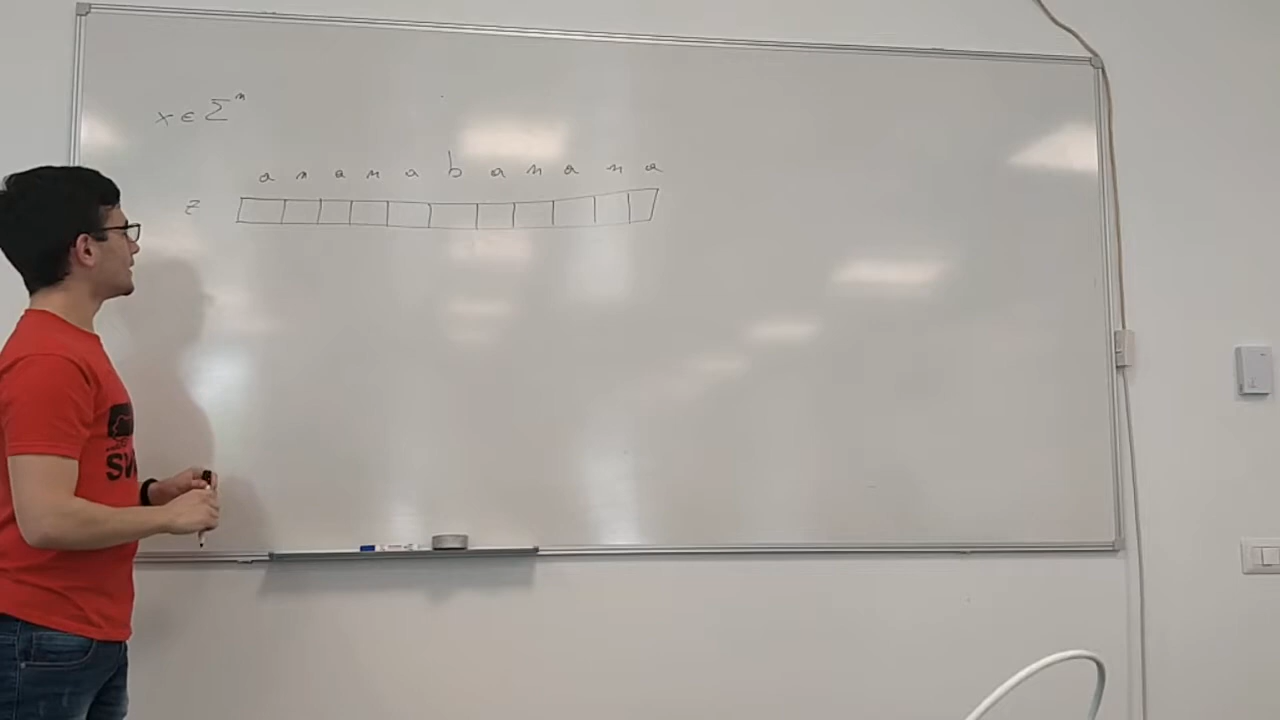 x ∈ Σⁿ
a n a n a b a n a n a
z